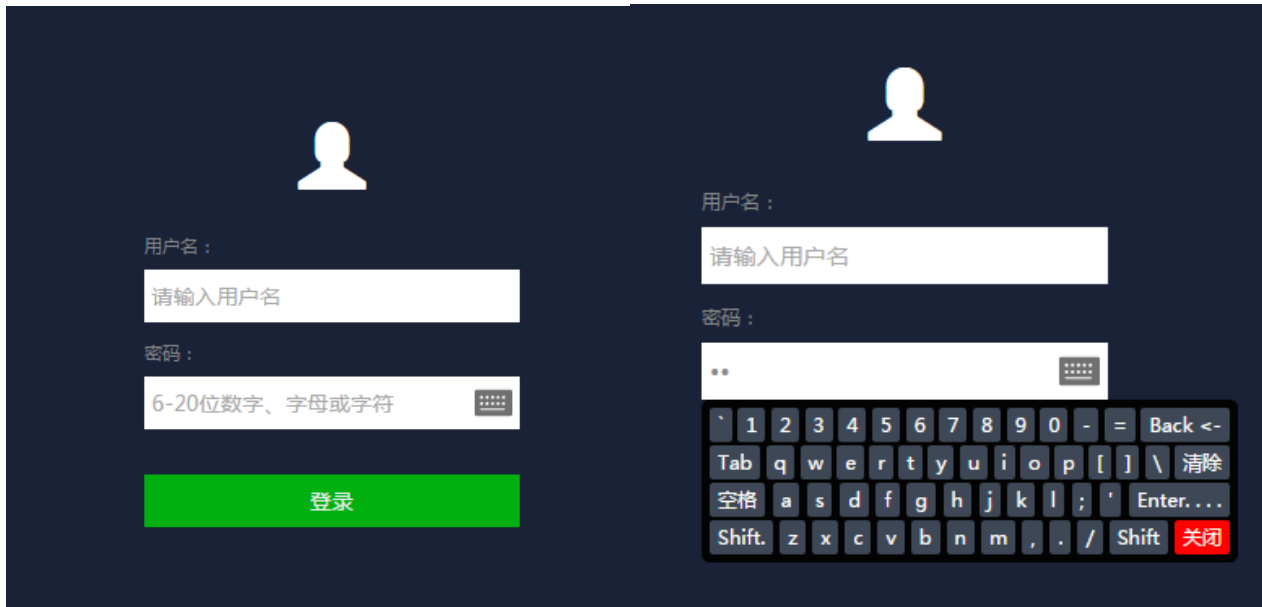 用户名：
请输入用户名
密码：
6-20位数字、字母或字符
登录
用户名：
请输入用户名
密码：
••
` 1 2 3 4 5 6 7 8 9 0 - = Back <-
Tab q w e r t y u i o p [ ] \ 清除
空格 a s d f g h j k l ; ' Enter....
Shift. z x c v b n m , . / Shift 关闭